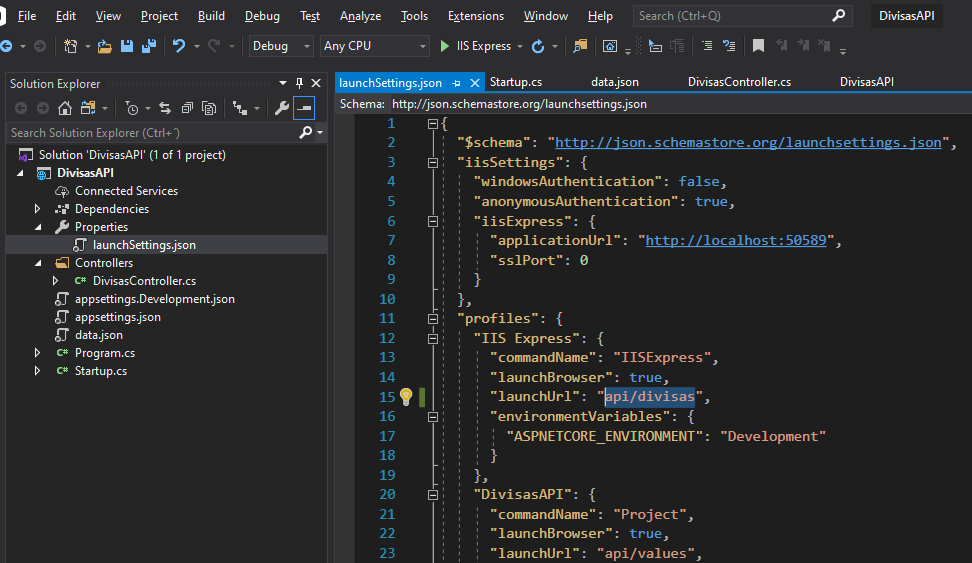 File Edit View Project Build Debug Test Analyze Tools Extensions Window Help Search (Ctrl+Q) DivisasAPI
Debug Any CPU IIS Express
Solution Explorer
Search Solution Explorer (Ctrl+´)
Solution 'DivisasAPI' (1 of 1 project)
DivisasAPI
Connected Services
Dependencies
Properties
launchSettings.json
Controllers
C# DivisasController.cs
appsettings.Development.json
appsettings.json
data.json
C# Program.cs
C# Startup.cs
launchSettings.json Startup.cs data.json DivisasController.cs DivisasAPI
Schema: http://json.schemastore.org/launchsettings.json
1 {
2 "$schema": "http://json.schemastore.org/launchsettings.json",
3 "iisSettings": {
4 "windowsAuthentication": false,
5 "anonymousAuthentication": true,
6 "iisExpress": {
7 "applicationUrl": "http://localhost:50589",
8 "sslPort": 0
9 }
10 },
11 "profiles": {
12 "IIS Express": {
13 "commandName": "IISExpress",
14 "launchBrowser": true,
15 "launchUrl": "api/divisas",
16 "environmentVariables": {
17 "ASPNETCORE_ENVIRONMENT": "Development"
18 }
19 },
20 "DivisasAPI": {
21 "commandName": "Project",
22 "launchBrowser": true,
23 "launchUrl": "api/values",